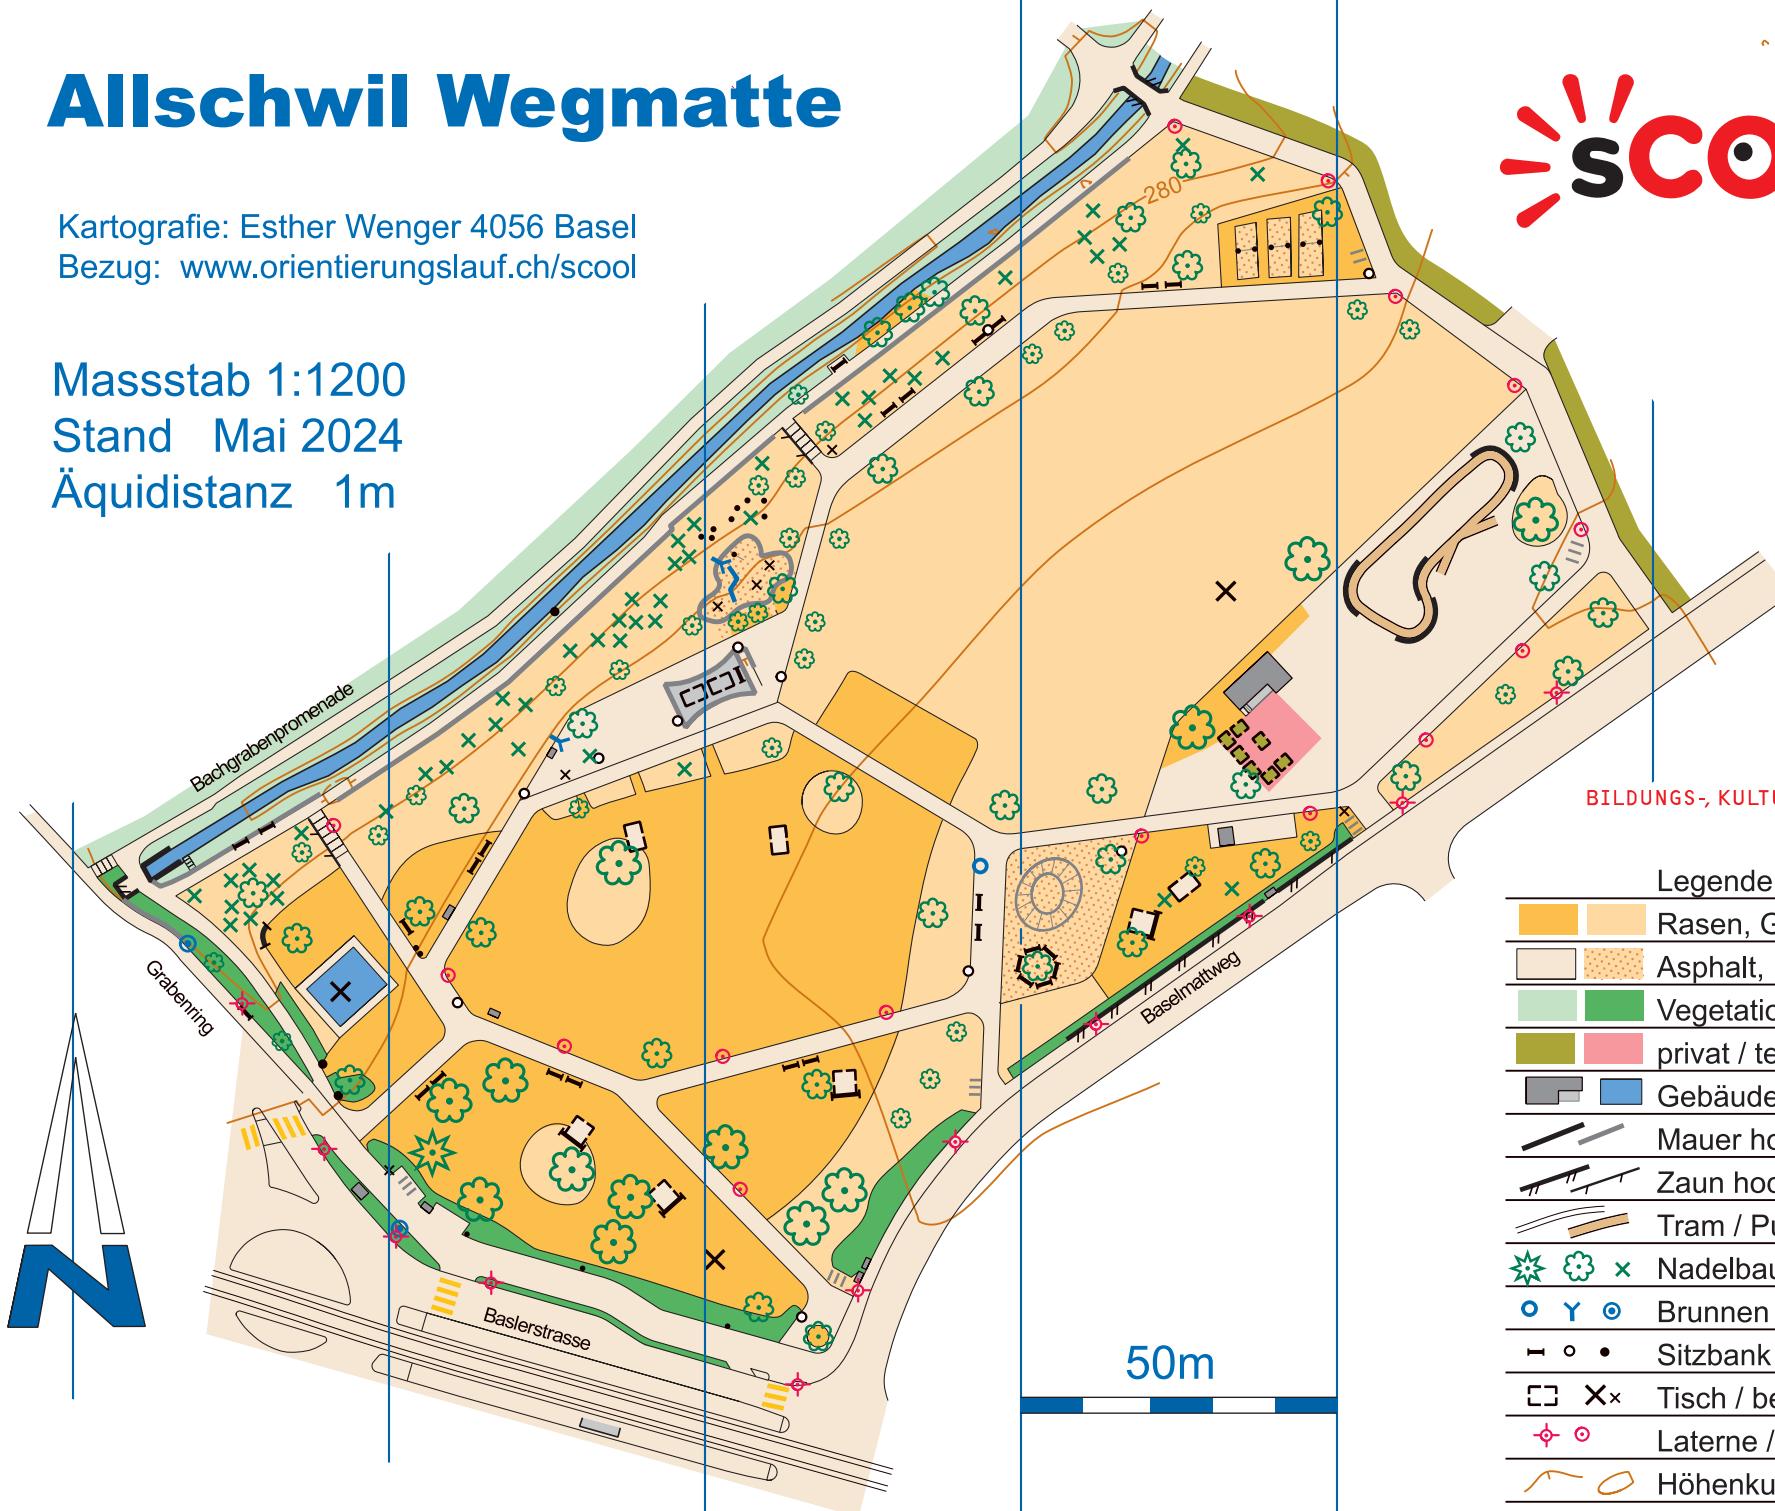 Allschwil Wegmatte
Kartografie: Esther Wenger 4056 Basel
Bezug: www.orientierungslauf.ch/scool
Massstab 1:1200
Stand Mai 2024
Äquidistanz 1m
sCO
280
Bachgrabenpromenade
Grabenring
Baselmattweg
Baslerstrasse
50m
N
BILDUNGS-, KULTU
Legende
Rasen, G
Asphalt,
Vegetatio
privat / te
Gebäude
Mauer ho
Zaun hoc
Tram / Pu
Nadelbau
Brunnen
Sitzbank
Tisch / be
Laterne /
Höhenku